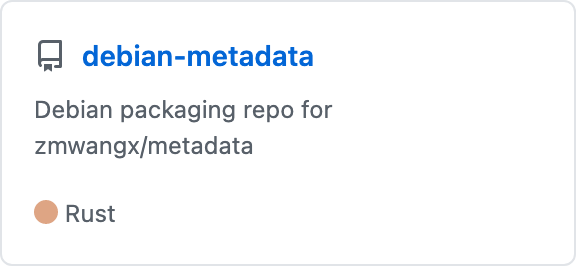 debian-metadata
Debian packaging repo for
zmwangx/metadata
Rust